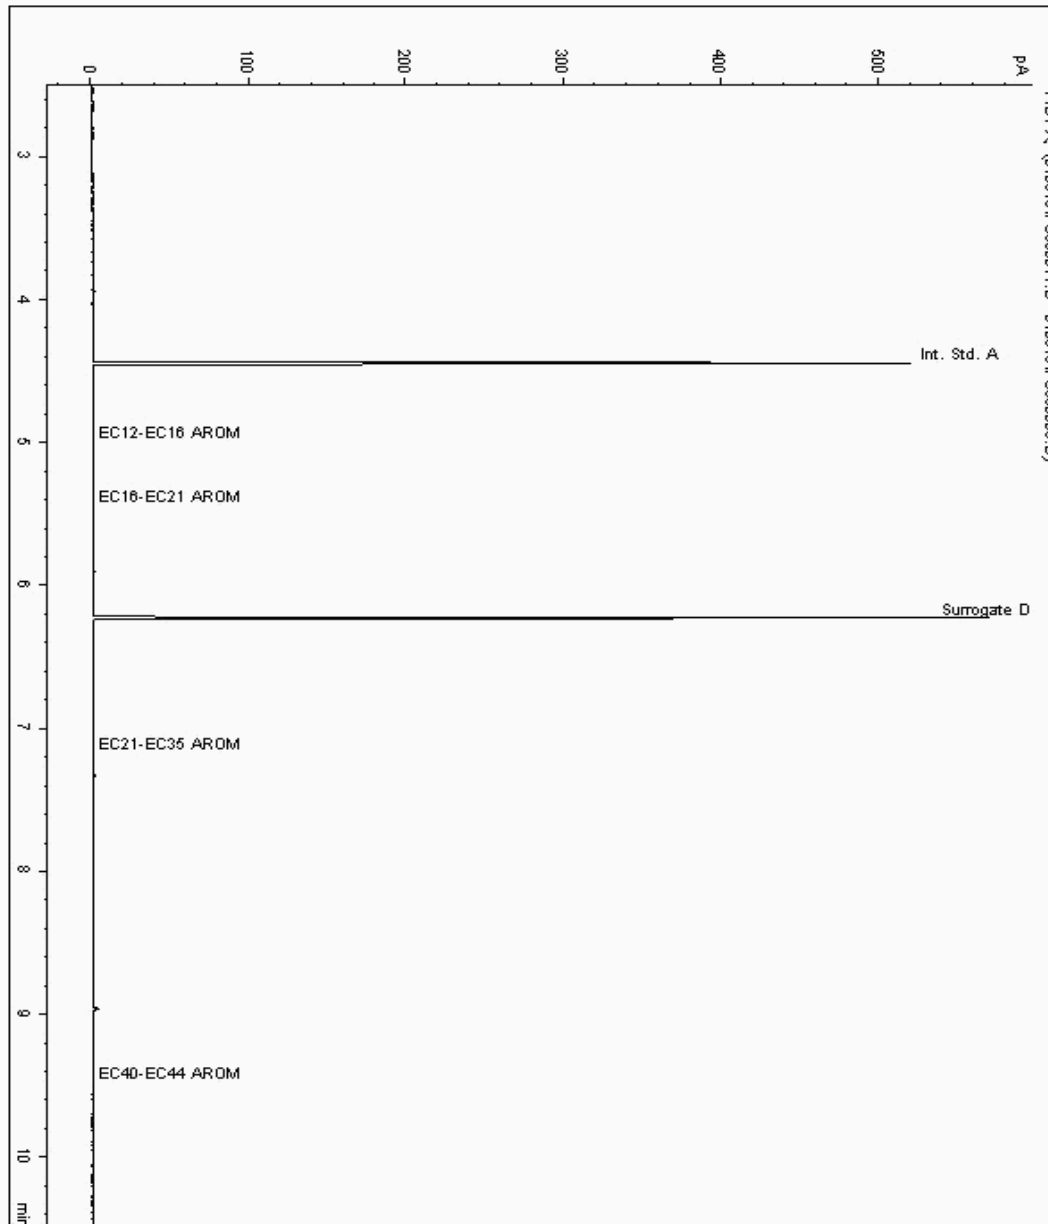 0
100
200
300
400
500
pA
3
4
Int. Std. A
EC12-EC16 AROM
5
EC16-EC21 AROM
6
Surrogate D
7
EC21-EC35 AROM
8
9
EC40-EC44 AROM
10